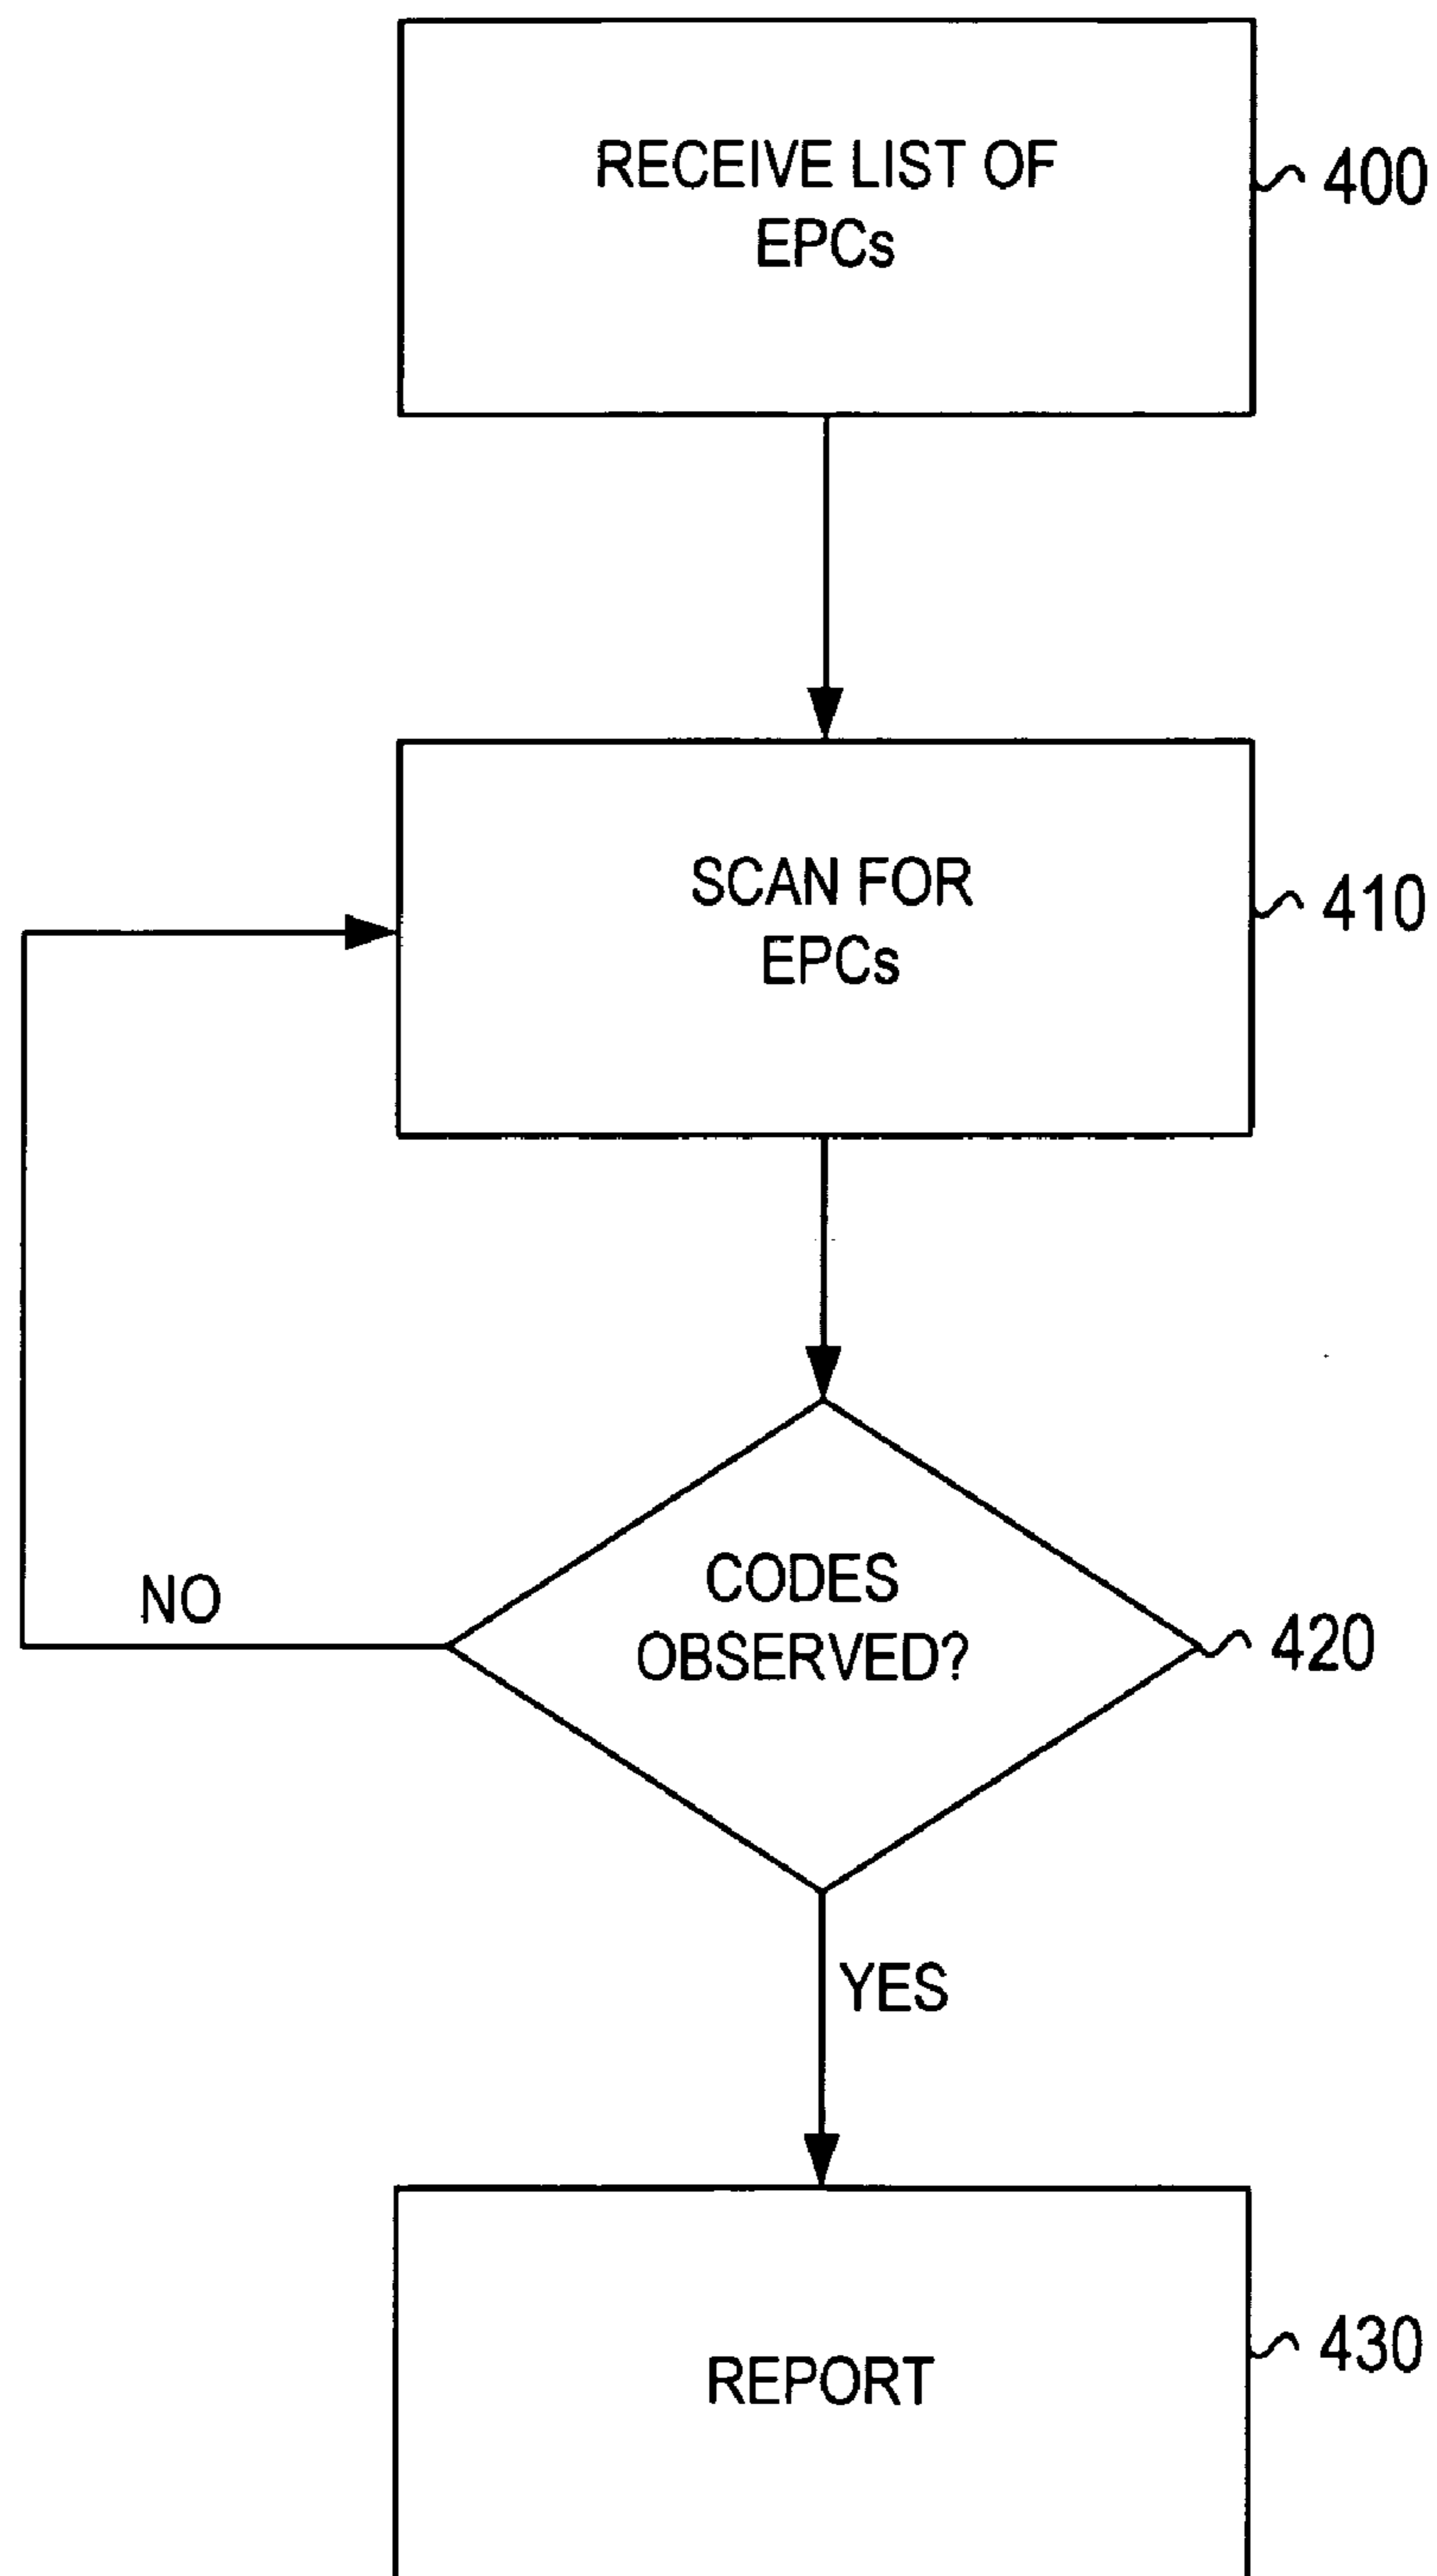 RECEIVE LIST OF
EPCs
400
SCAN FOR
EPCs
410
CODES
OBSERVED?
420
NO
YES
REPORT
430